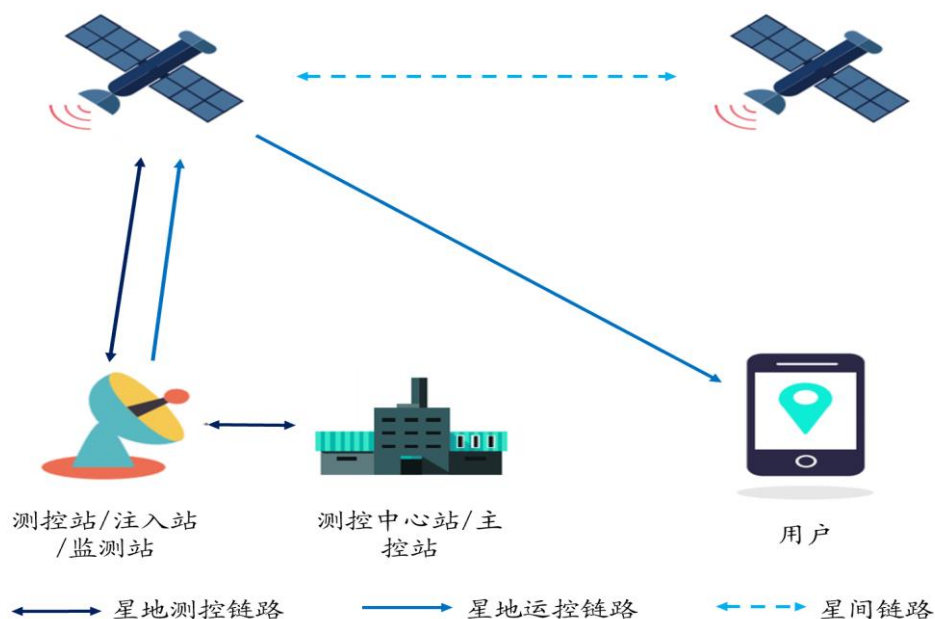 测控站/注入站
/监测站
测控中心站/主
控站
用户
星地测控链路
星地运控链路
星间链路